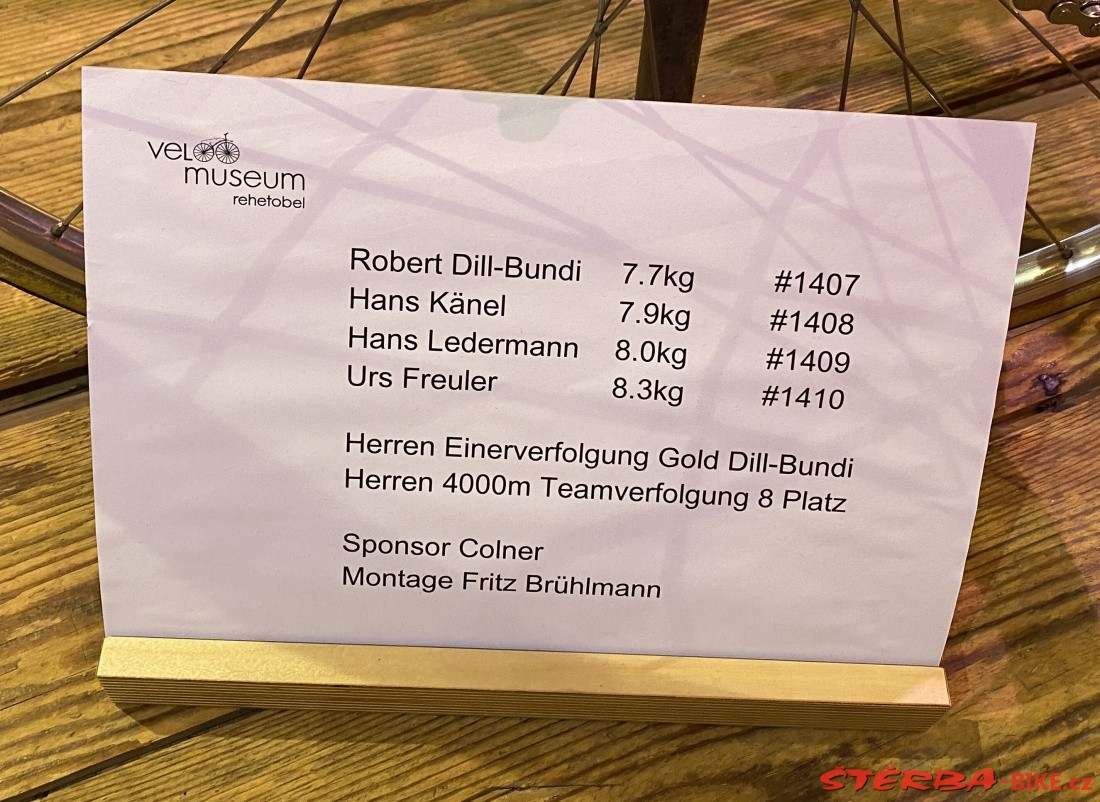 velo
museum
rehetobel
Robert Dill-Bundi 7.7kg #1407
Hans Känel 7.9kg #1408
Hans Ledermann 8.0kg #1409
Urs Freuler 8.3kg #1410
Herren Einerverfolgung Gold Dill-Bundi
Herren 4000m Teamverfolgung 8 Platz
Sponsor Colner
Montage Fritz Brühlmann
ŠTĚRBA-BIKE.cz